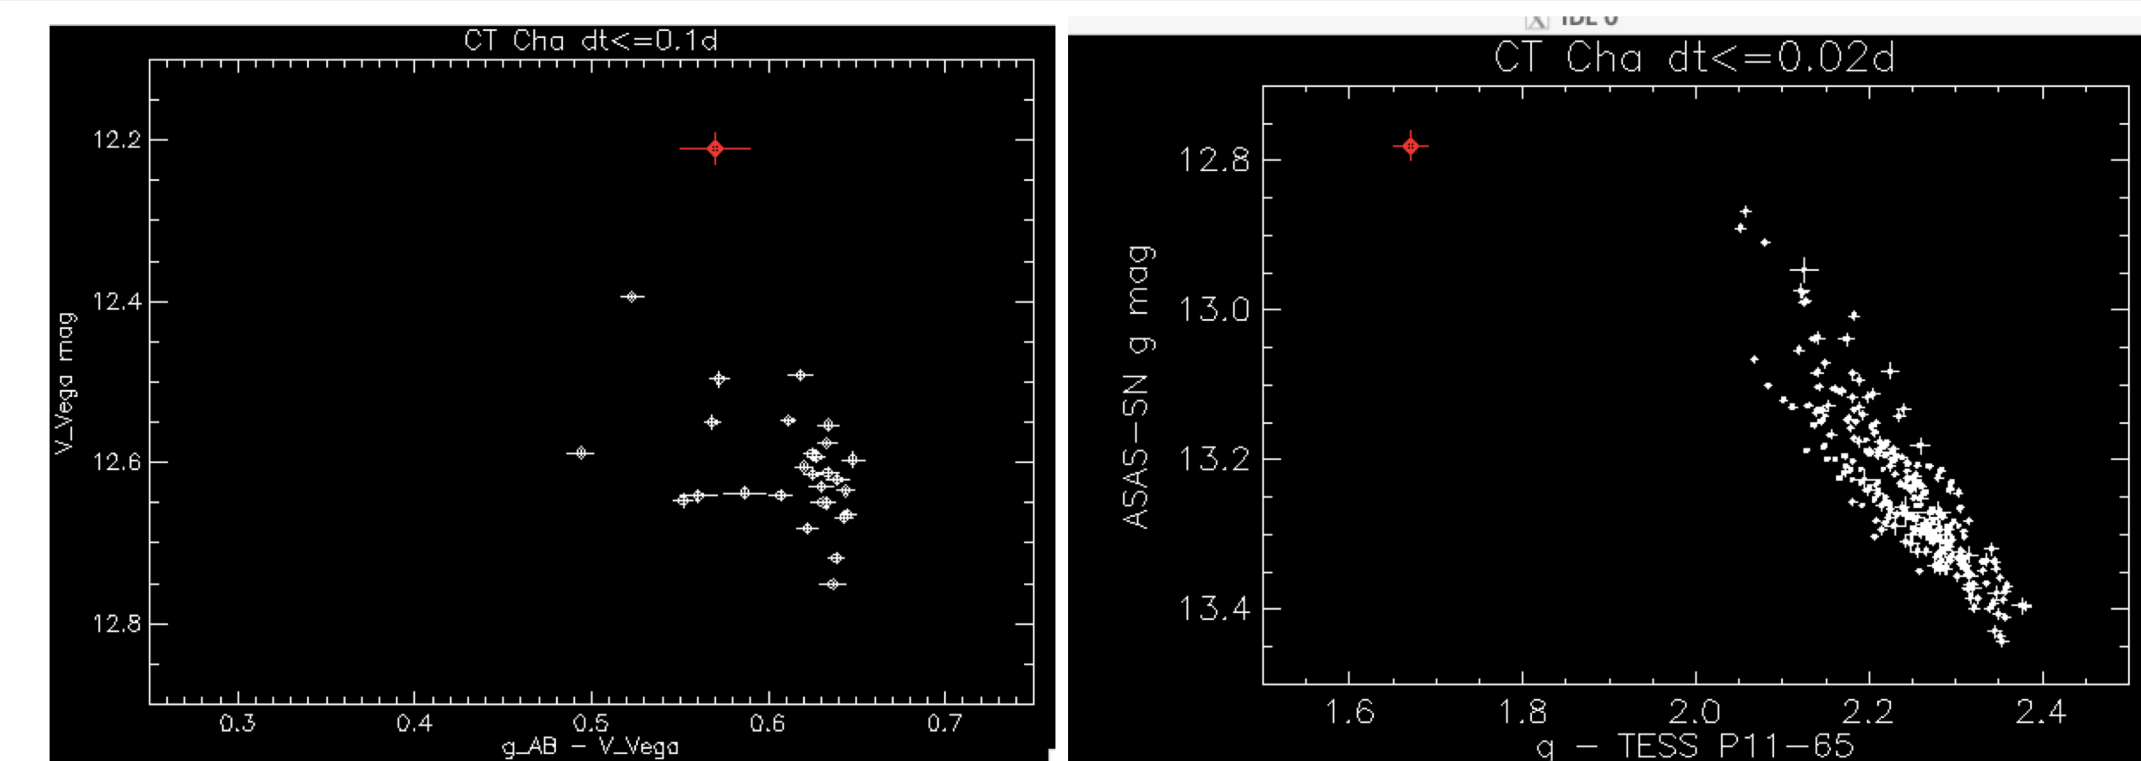 CT Cha dt<=0.1d
V_Vega mag
12.2
12.4
12.6
12.8
0.3 0.4 0.5 0.6 0.7
g_AB - V_Vega
CT Cha dt<=0.02d
ASAS-SN g mag
12.8
13.0
13.2
13.4
1.6 1.8 2.0 2.2 2.4
g - TESS P11-65